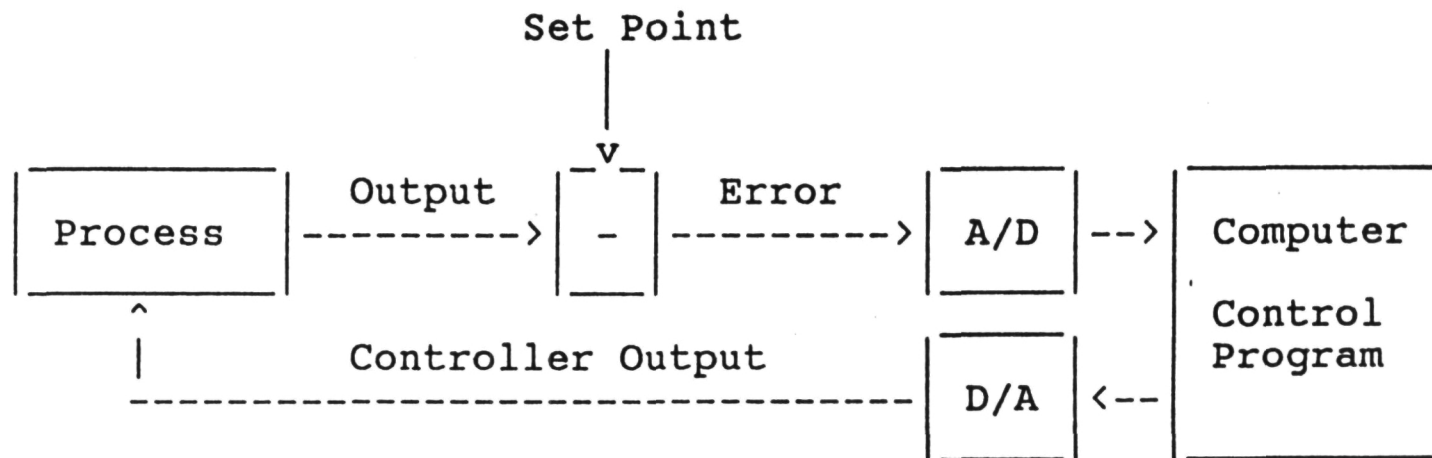 Set Point
Output
Error
Process
-
A/D
Computer
Control
Program
Controller Output
D/A